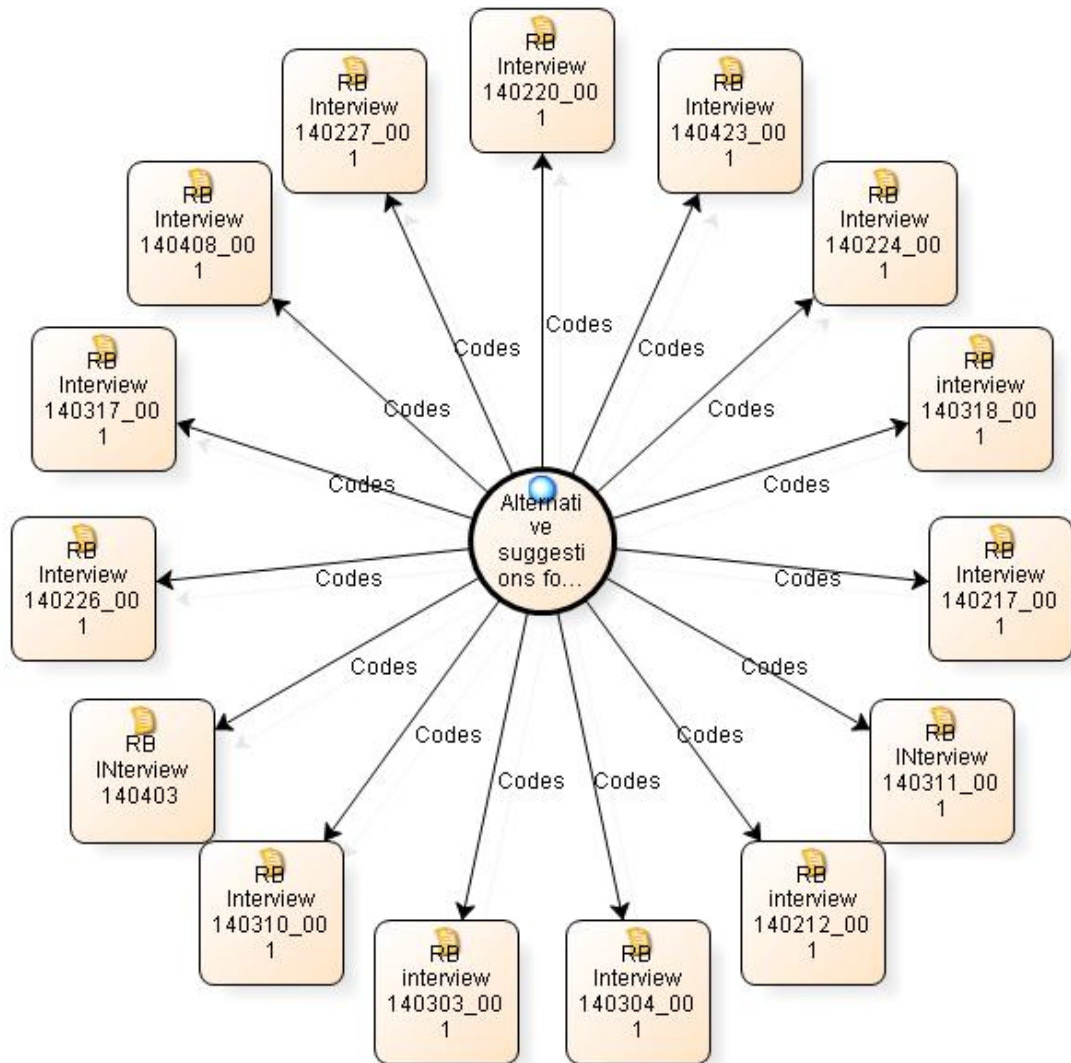 RB
Interview
140220_00
1
RB
Interview
140227_00
1
RB
Interview
140423_00
1
RB
Interview
140408_00
1
RB
Interview
140224_00
1
RB
Interview
140317_00
1
RB
interview
140318_00
1
Codes
Codes
Codes
Codes
Codes
Codes
Codes
RB
Interview
140226_00
1
Codes
Alternati
ve
suggesti
ons fo...
Codes
RB
Interview
140217_00
1
Codes
Codes
RB
INterview
140403
Codes
Codes
RB
INterview
140311_00
1
Codes
Codes
RB
Interview
140310_00
1
RB
interview
140212_00
1
RB
interview
140303_00
1
RB
Interview
140304_00
1